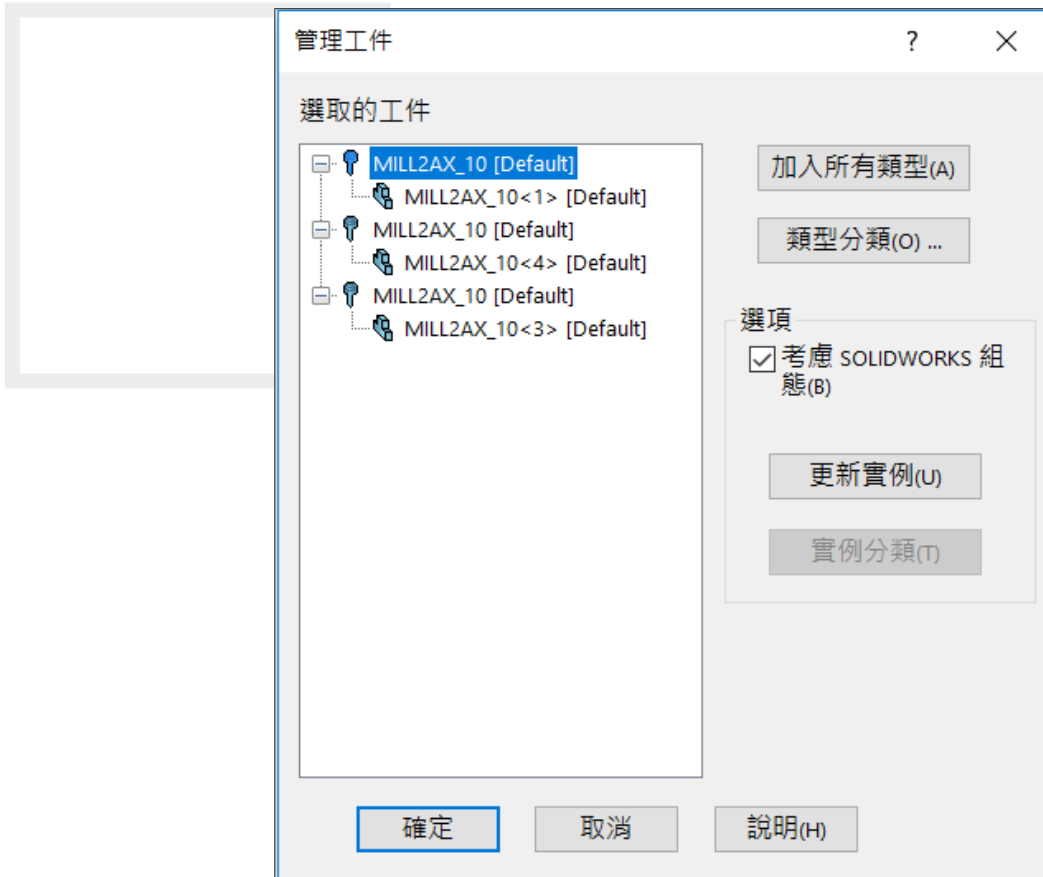 管理工件
?
選取的工件
MILL2AX_10 [Default]
MILL2AX_10<1> [Default]
MILL2AX_10 [Default]
MILL2AX_10<4> [Default]
MILL2AX_10 [Default]
MILL2AX_10<3> [Default]
加入所有類型(A)
類型分類(O) ...
選項
考慮 SOLIDWORKS 組
態(B)
更新實例(U)
實例分類(T)
確定
取消
說明(H)